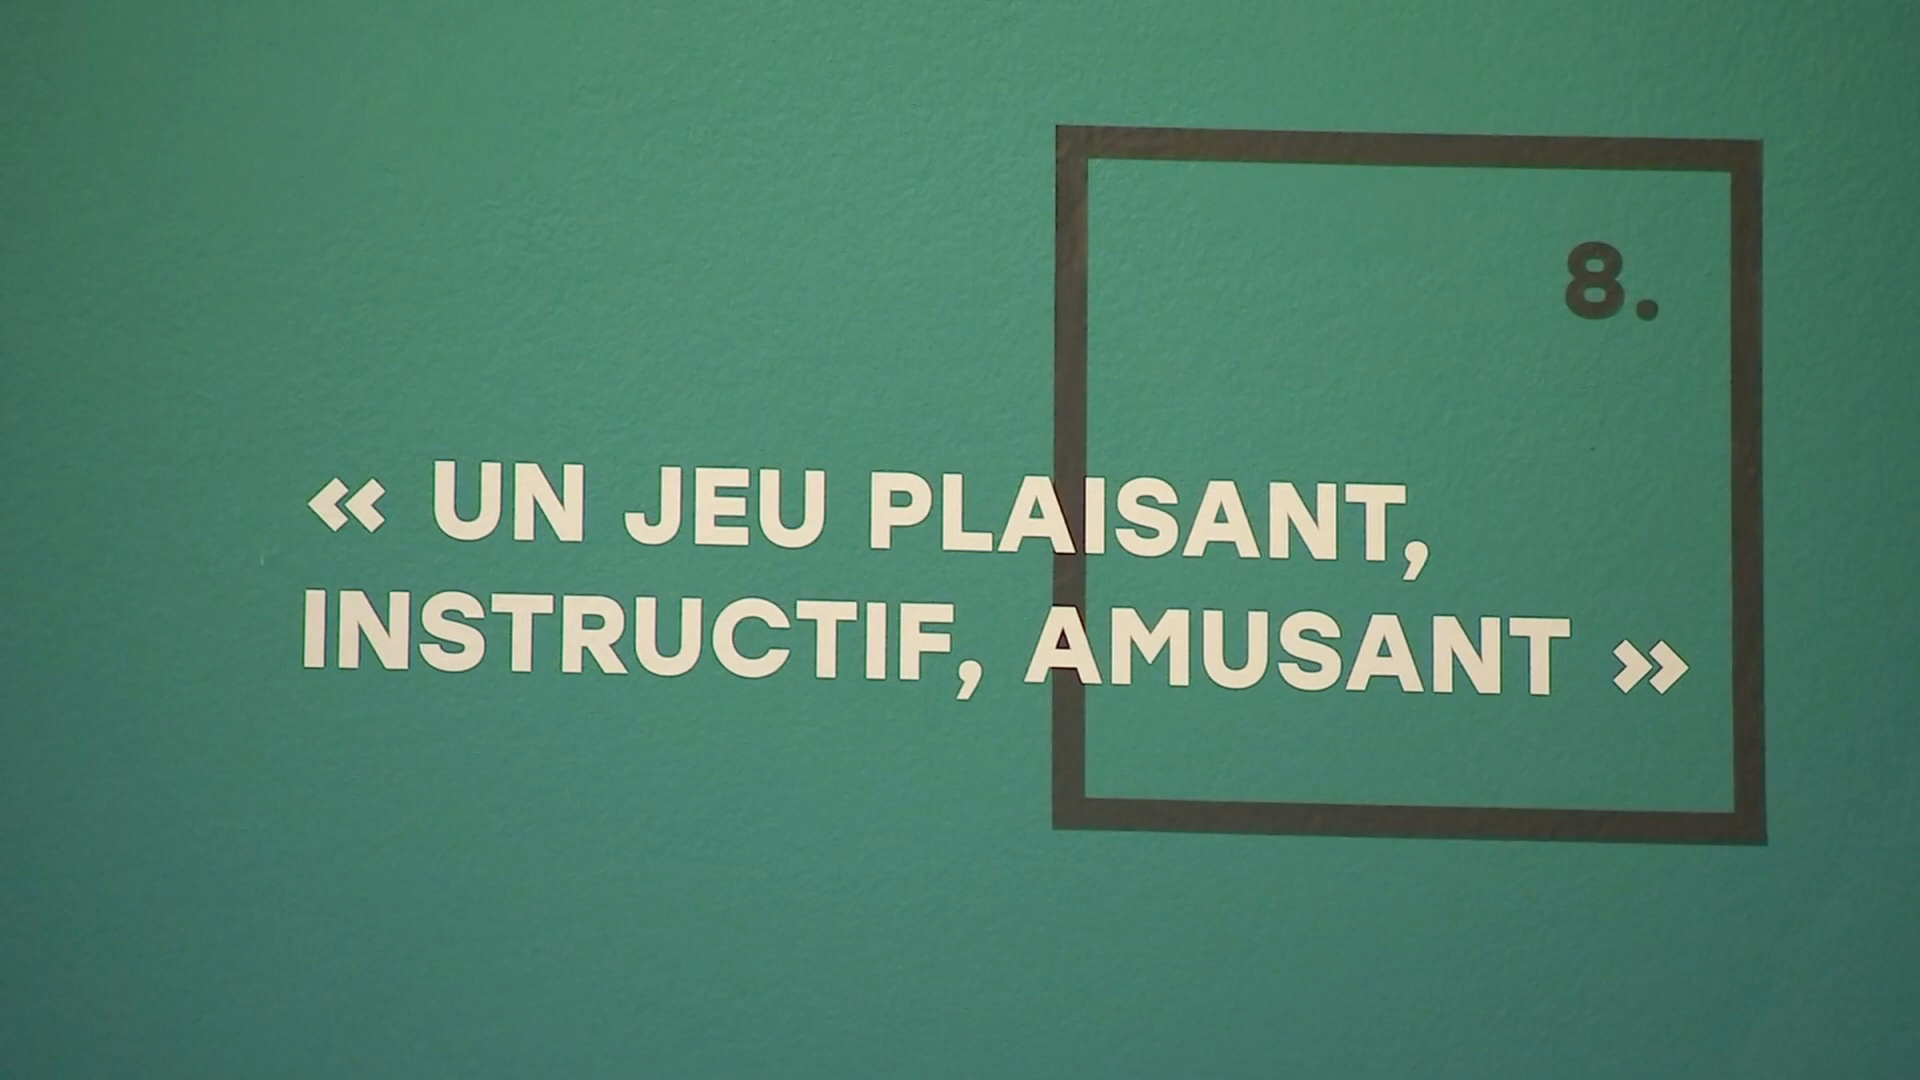 8.
« UN JEU PLAISANT,
INSTRUCTIF, AMUSANT »